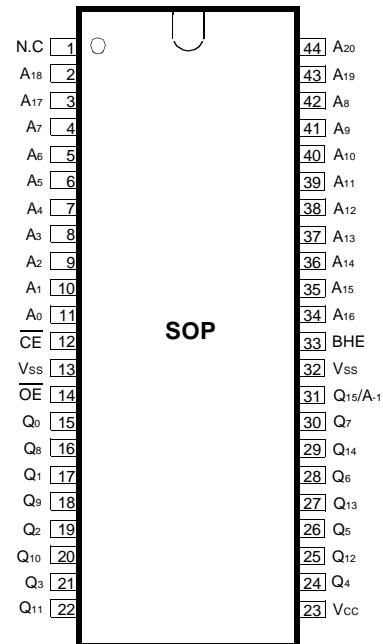 N.C 1 44 A20
A18 2 43 A19
A17 3 42 A8
A7 4 41 A9
A6 5 40 A10
A5 6 39 A11
A4 7 38 A12
A3 8 37 A13
A2 9 36 A14
A1 10 35 A15
A0 11 34 A16
SOP
C̅E̅ 12 33 BHE
VSS 13 32 VSS
O̅E̅ 14 31 Q15/A-1
Q0 15 30 Q7
Q8 16 29 Q14
Q1 17 28 Q6
Q9 18 27 Q13
Q2 19 26 Q5
Q10 20 25 Q12
Q3 21 24 Q4
Q11 22 23 VCC